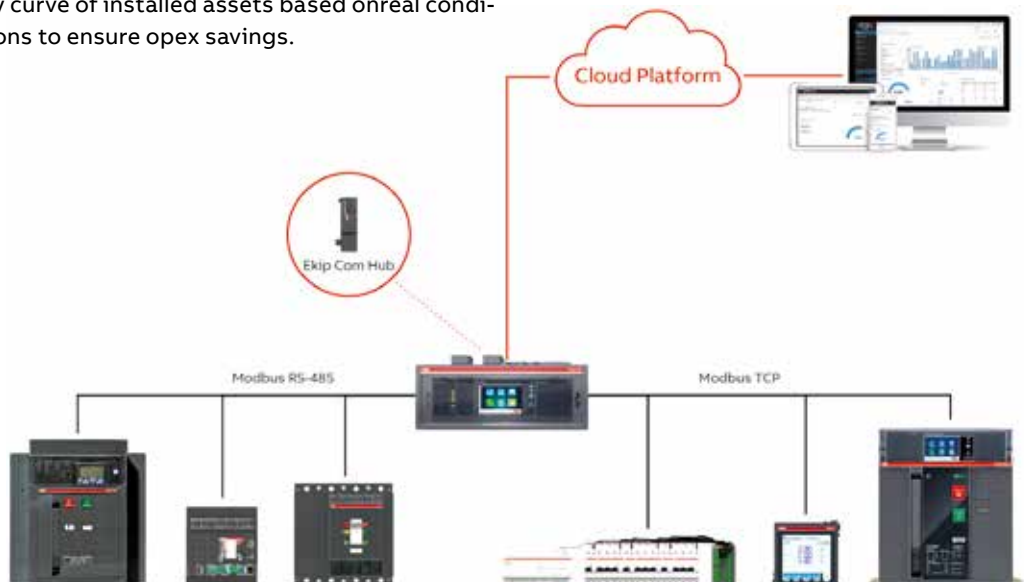 curve of installed assets based onreal condi-
ons to ensure opex savings.
Cloud Platform
Ekip Com Hub
Modbus RS-485
Modbus TCP